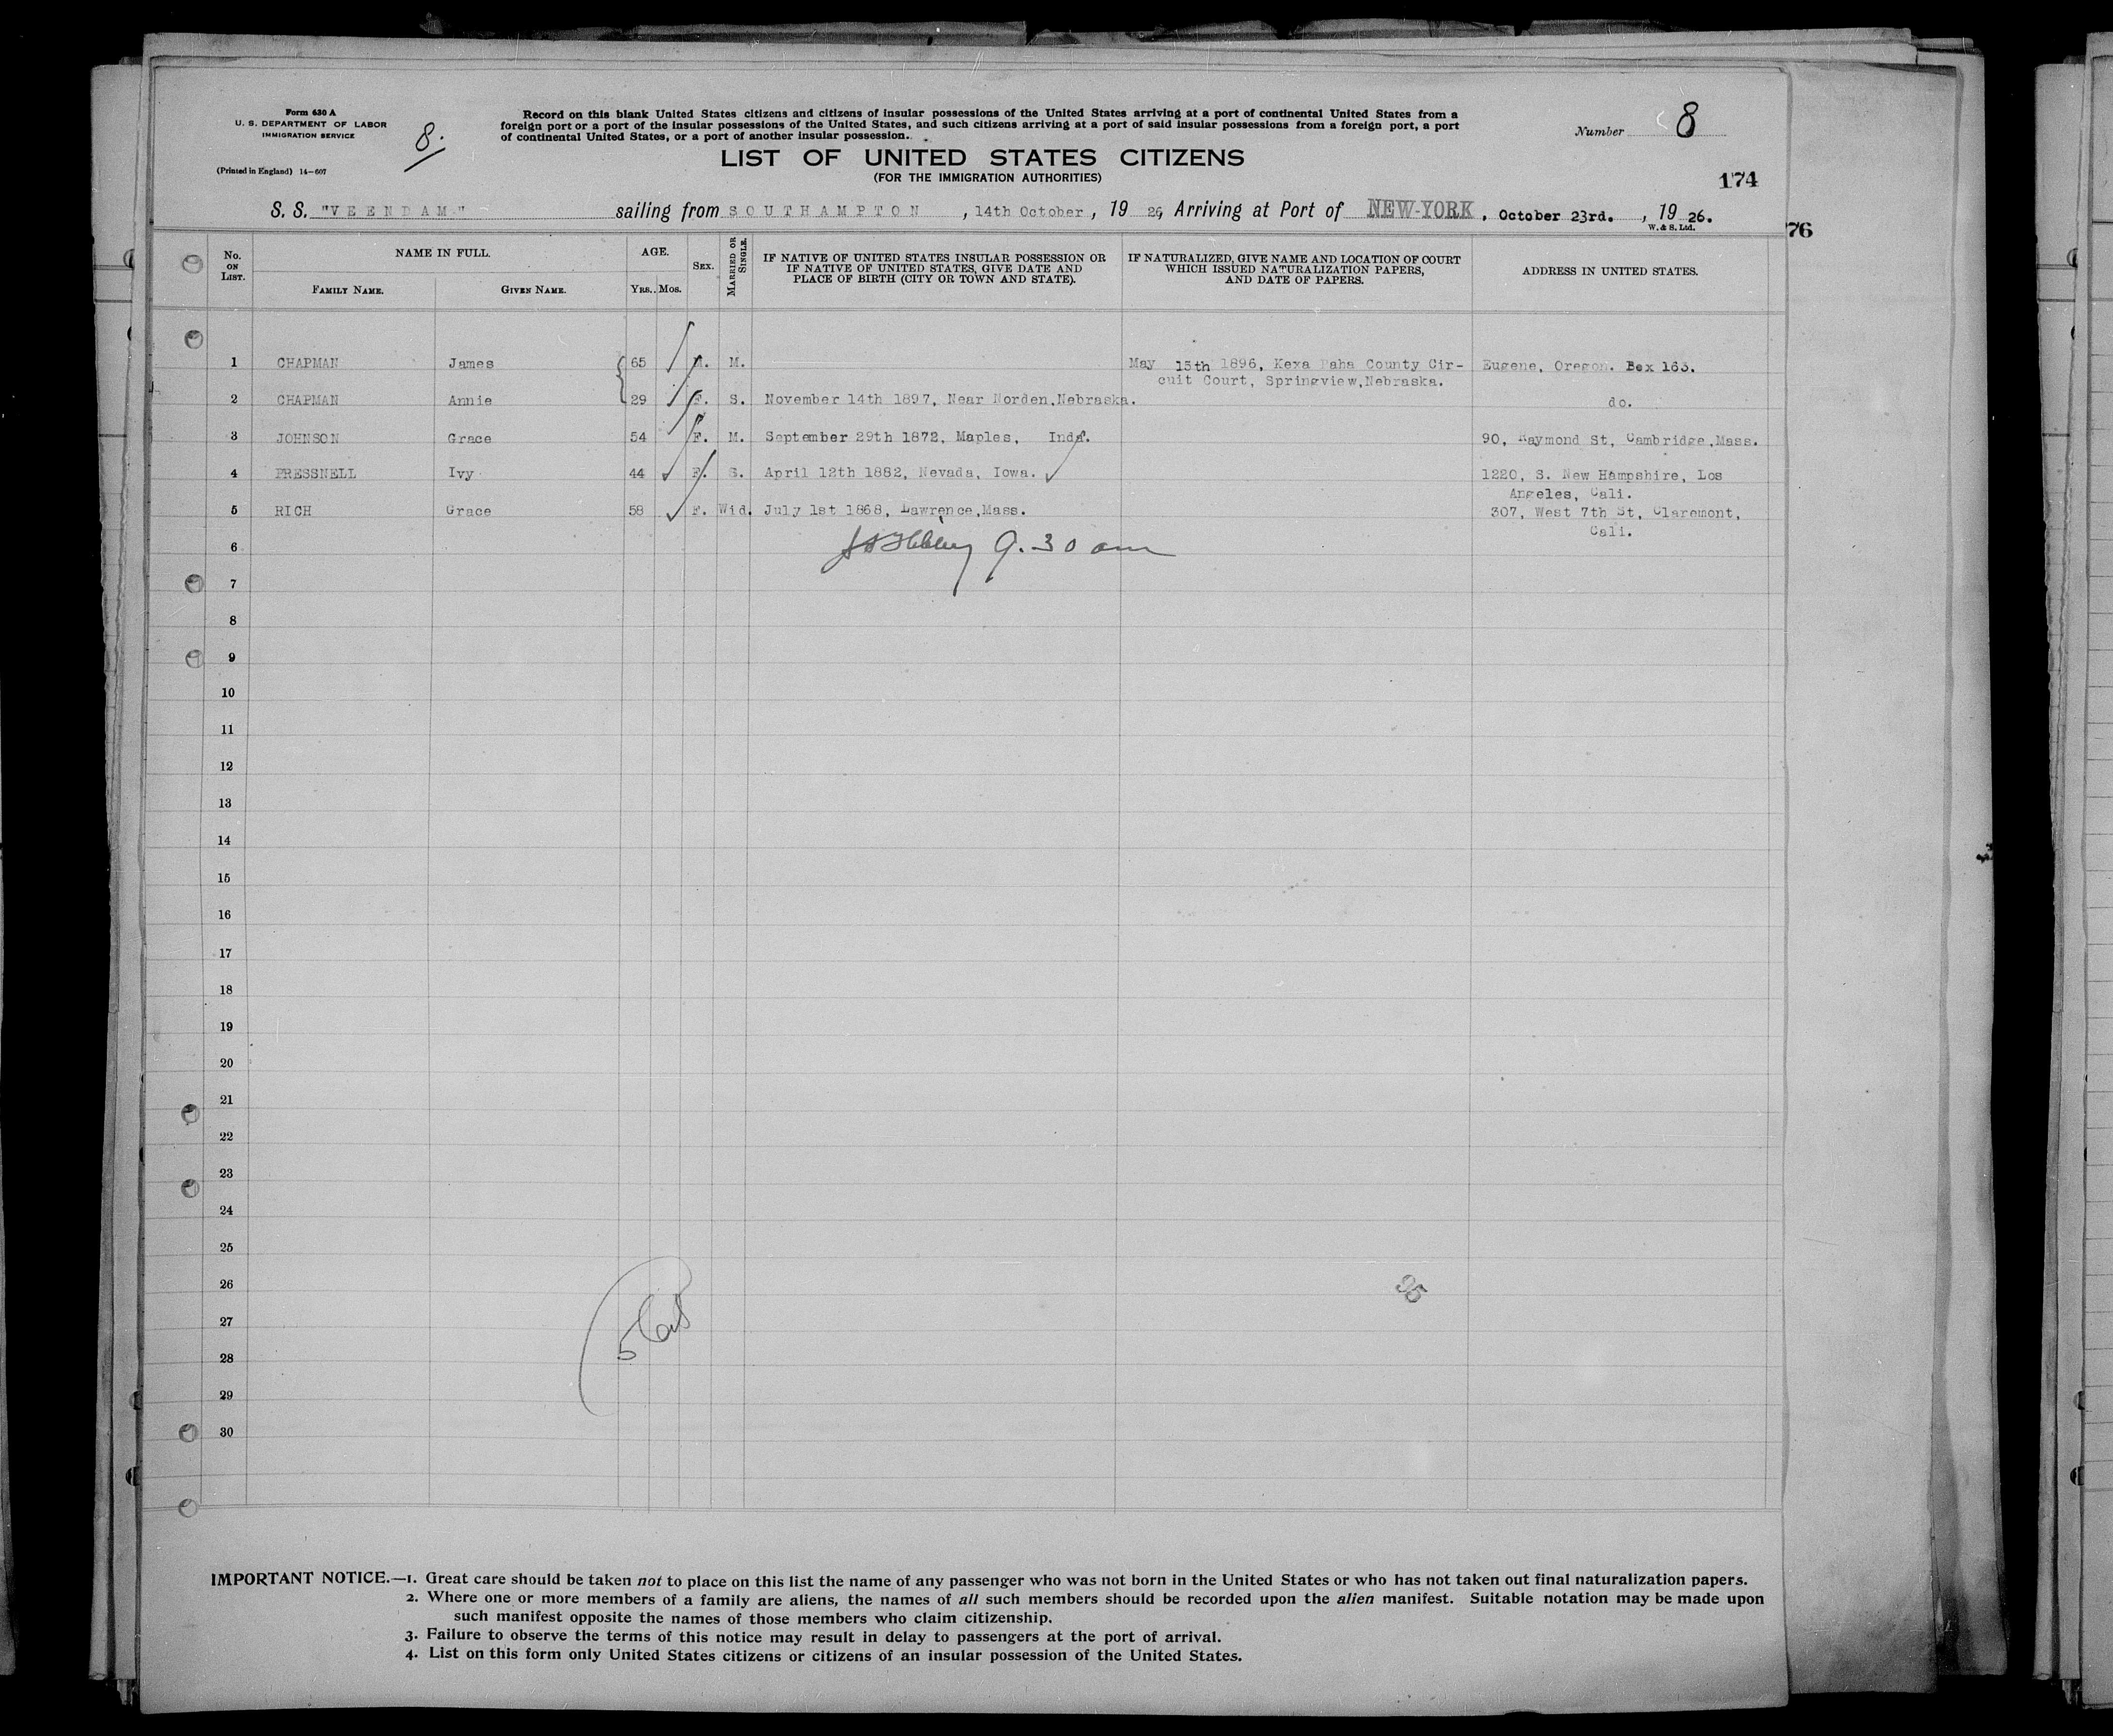 Form 630 A
U. S. DEPARTMENT OF LABOR
IMMIGRATION SERVICE
(Printed in England) 14—607
8.
Record on this blank United States citizens and citizens of insular possessions of the United States arriving at a port of continental United States from a
foreign port or a port of the insular possessions of the United States, and such citizens arriving at a port of said insular possessions from a foreign port, a port
of continental United States, or a port of another insular possession.
Number 8
LIST OF UNITED STATES CITIZENS
(FOR THE IMMIGRATION AUTHORITIES)
174
S. S. "VEENDAM" sailing from SOUTHAMPTON, 14th October, 19 26, Arriving at Port of NEW-YORK, October 23rd., 19 26.
W. & S. Ltd.
76
No. ON LIST.
NAME IN FULL.
FAMILY NAME.
GIVEN NAME.
AGE.
YRS. MOS.
SEX.
MARRIED OR SINGLE.
IF NATIVE OF UNITED STATES INSULAR POSSESSION OR
IF NATIVE OF UNITED STATES, GIVE DATE AND
PLACE OF BIRTH (CITY OR TOWN AND STATE).
IF NATURALIZED, GIVE NAME AND LOCATION OF COURT
WHICH ISSUED NATURALIZATION PAPERS,
AND DATE OF PAPERS.
ADDRESS IN UNITED STATES.
1 CHAPMAN James 65 M. M. May 15th 1896, Keya Paha County Cir- Eugene, Oregon. Box 163.
cuit Court, Springview,Nebraska.
2 CHAPMAN Annie 29 F. S. November 14th 1897, Near Norden,Nebraska. do.
3 JOHNSON Grace 54 F. M. September 29th 1872, Maples, Inda. 90, Raymond St, Cambridge,Mass.
4 PRESSNELL Ivy 44 F. S. April 12th 1882, Nevada, Iowa. 1220, S. New Hampshire, Los
Angeles, Cali.
5 RICH Grace 58 F. Wid. July 1st 1868, Lawrence,Mass. 307, West 7th St, Claremont,
Cali.
6
9.30 am
7
8
9
10
11
12
13
14
15
16
17
18
19
20
21
22
23
24
25
26
95
27
5
28
29
30
IMPORTANT NOTICE.—1. Great care should be taken not to place on this list the name of any passenger who was not born in the United States or who has not taken out final naturalization papers.
2. Where one or more members of a family are aliens, the names of all such members should be recorded upon the alien manifest. Suitable notation may be made upon
such manifest opposite the names of those members who claim citizenship.
3. Failure to observe the terms of this notice may result in delay to passengers at the port of arrival.
4. List on this form only United States citizens or citizens of an insular possession of the United States.